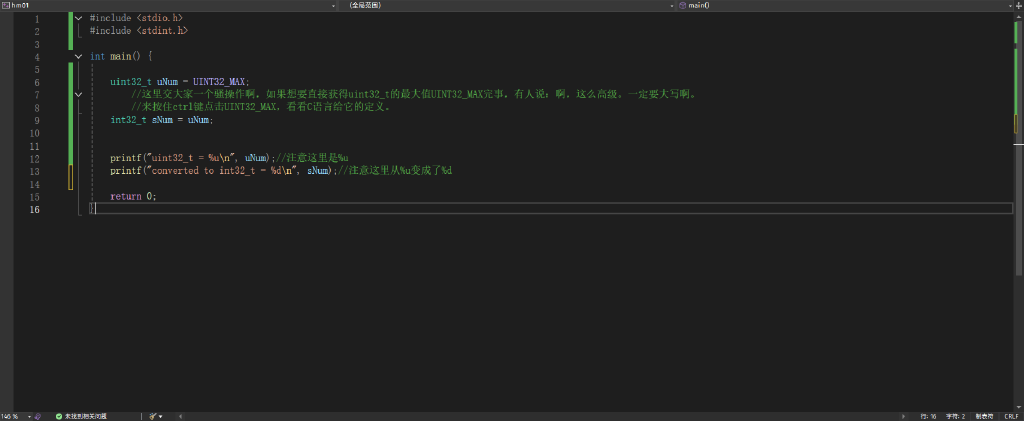 hm01 (全局范围) main()
1 #include <stdio.h>
2 #include <stdint.h>
3
4 int main() {
5
6 uint32_t uNum = UINT32_MAX;
7 //这里交大家一个骚操作啊，如果想要直接获得uint32_t的最大值UINT32_MAX完事，有人说：啊，这么高级，一定要大写啊。
8 //来按住ctrl键点击UINT32_MAX，看看C语言给它的定义。
9 int32_t sNum = uNum;
10
11
12 printf("uint32_t = %u\n", uNum);//注意这里是%u
13 printf("converted to int32_t = %d\n", sNum);//注意这里从%u变成了%d
14
15 return 0;
16 }
146 % 未找到相关问题 行: 16 字符: 2 制表符 CRLF